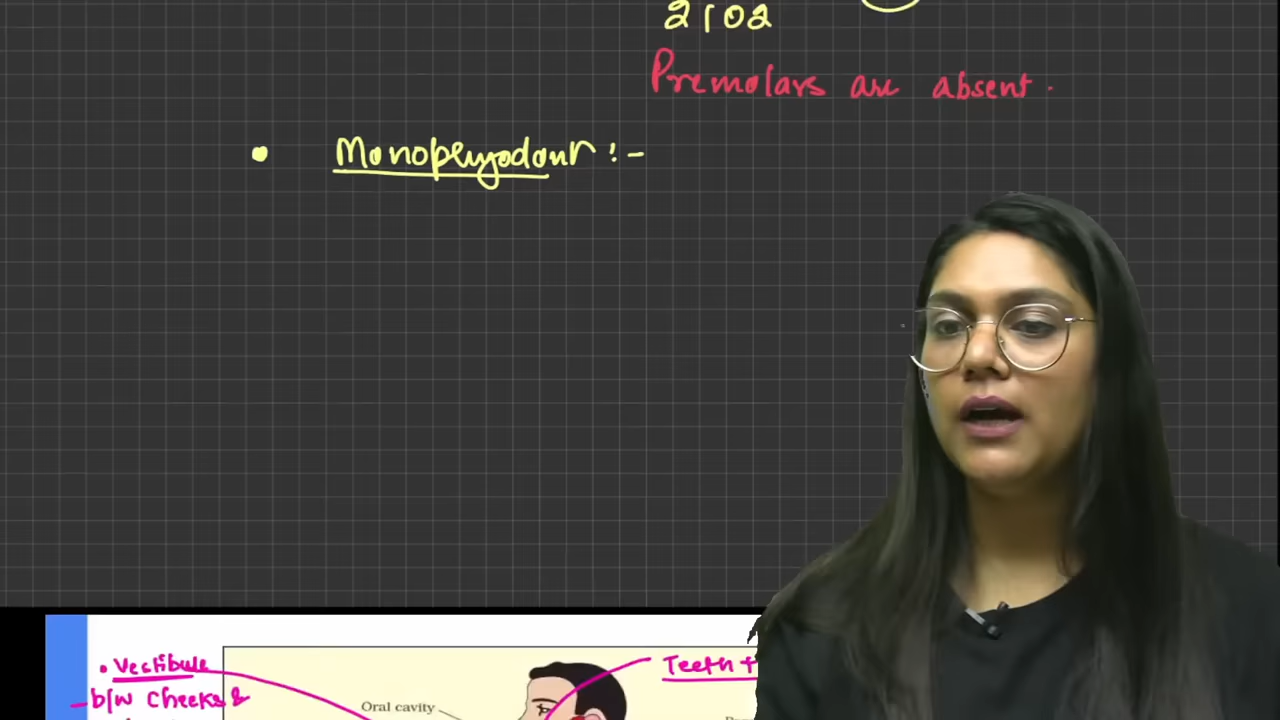 2102
Premolars are absent.
• Monophyodont :-
• Vestibule
- b/w Cheeks &
Oral cavity
Teeth +